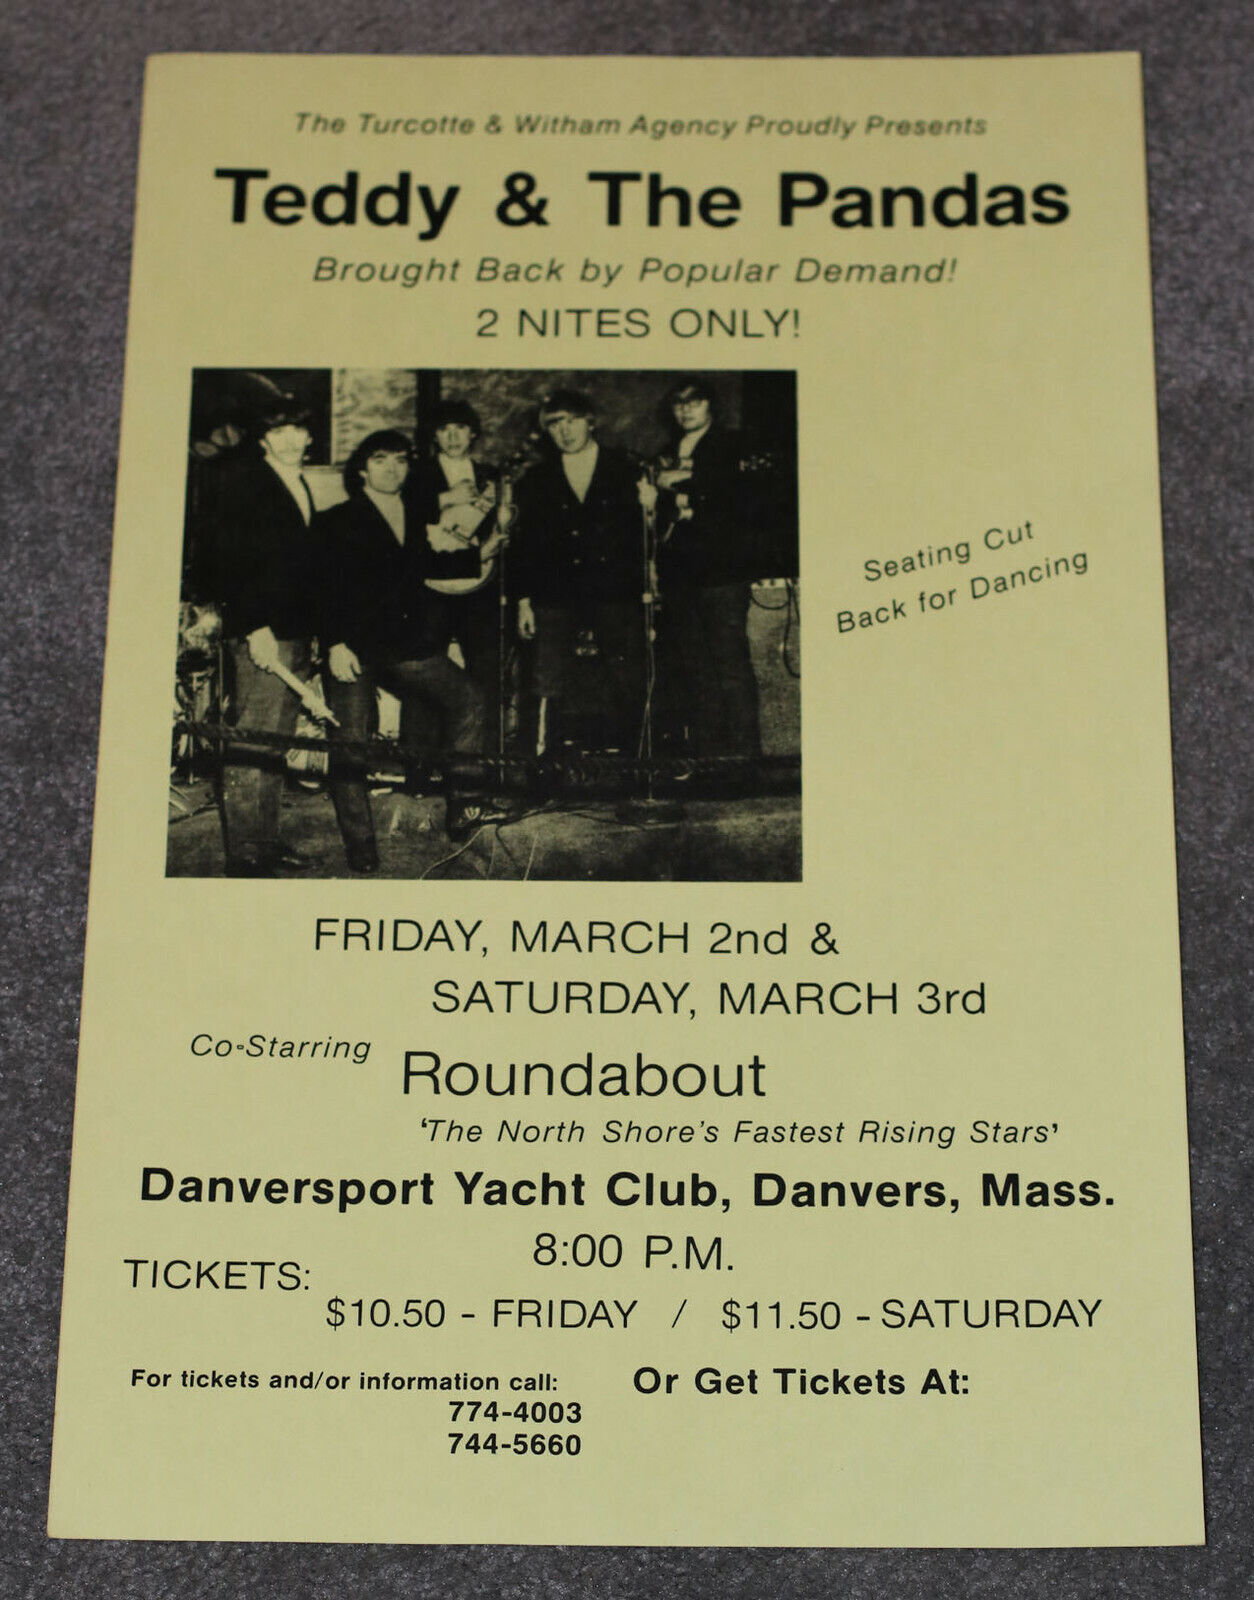 The Turcotte & Witham Agency Proudly Presents
Teddy & The Pandas
Brought Back by Popular Demand!
2 NITES ONLY!
Seating Cut
Back for Dancing
FRIDAY, MARCH 2nd &
SATURDAY, MARCH 3rd
Co-Starring Roundabout
'The North Shore's Fastest Rising Stars'
Danversport Yacht Club, Danvers, Mass.
8:00 P.M.
TICKETS:
$10.50 - FRIDAY / $11.50 - SATURDAY
For tickets and/or information call:
774-4003
744-5660
Or Get Tickets At: